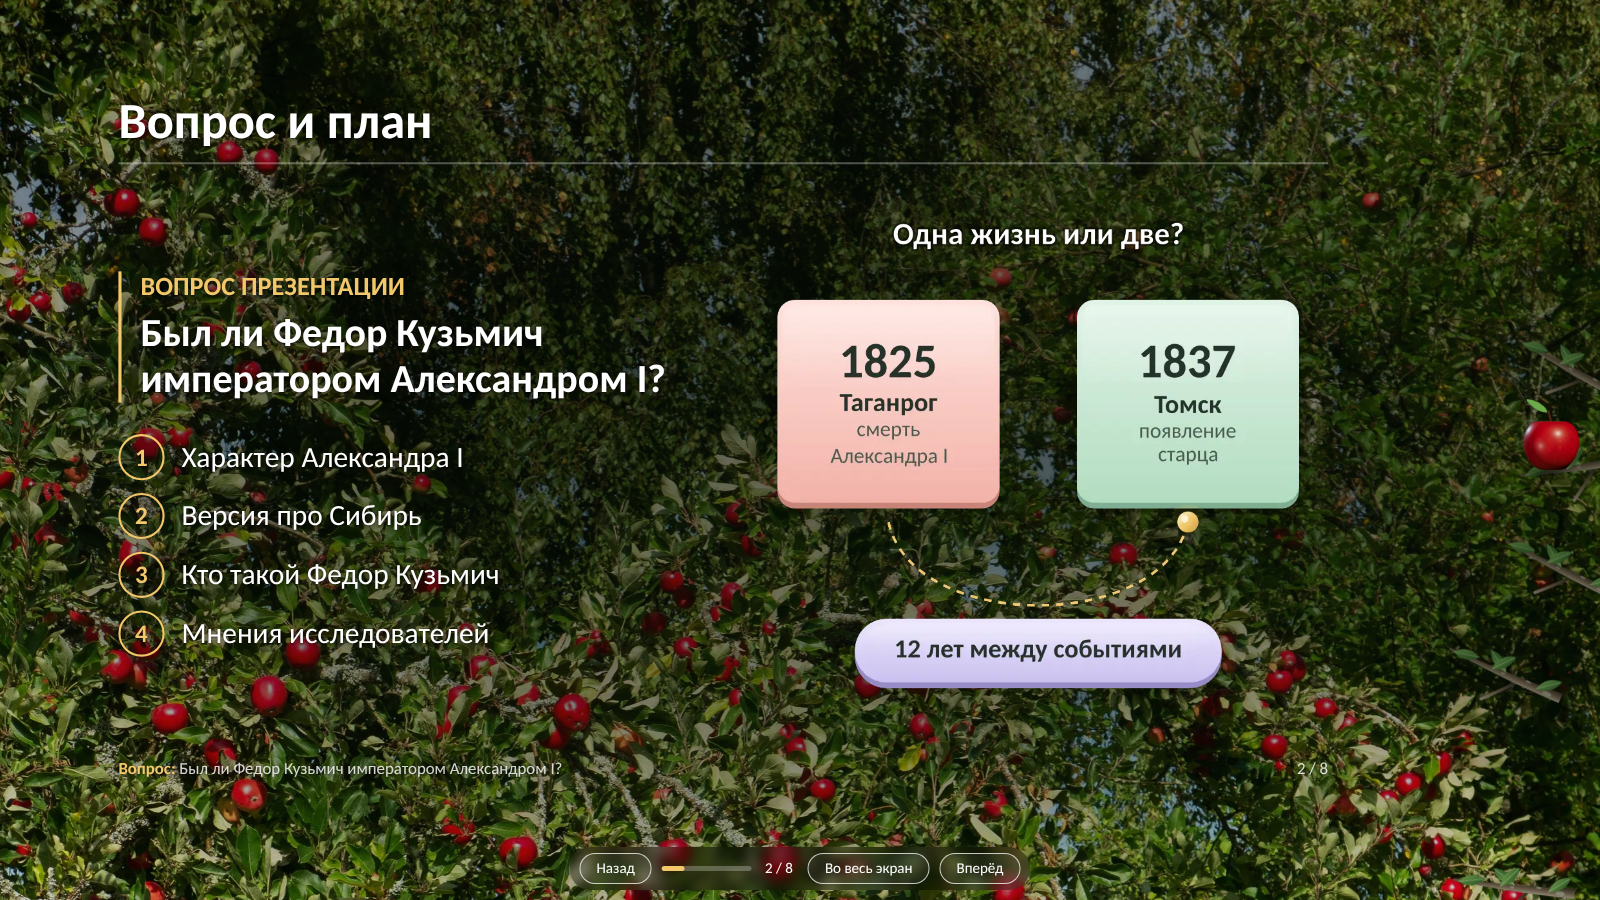 Вопрос и план
ВОПРОС ПРЕЗЕНТАЦИИ
Был ли Федор Кузьмич
императором Александром I?
1 Характер Александра I
2 Версия про Сибирь
3 Кто такой Федор Кузьмич
4 Мнения исследователей
Одна жизнь или две?
1825
Таганрог
смерть
Александра I
1837
Томск
появление
старца
12 лет между событиями
Вопрос: Был ли Федор Кузьмич императором Александром I?
2 / 8
Назад
2 / 8
Во весь экран
Вперёд